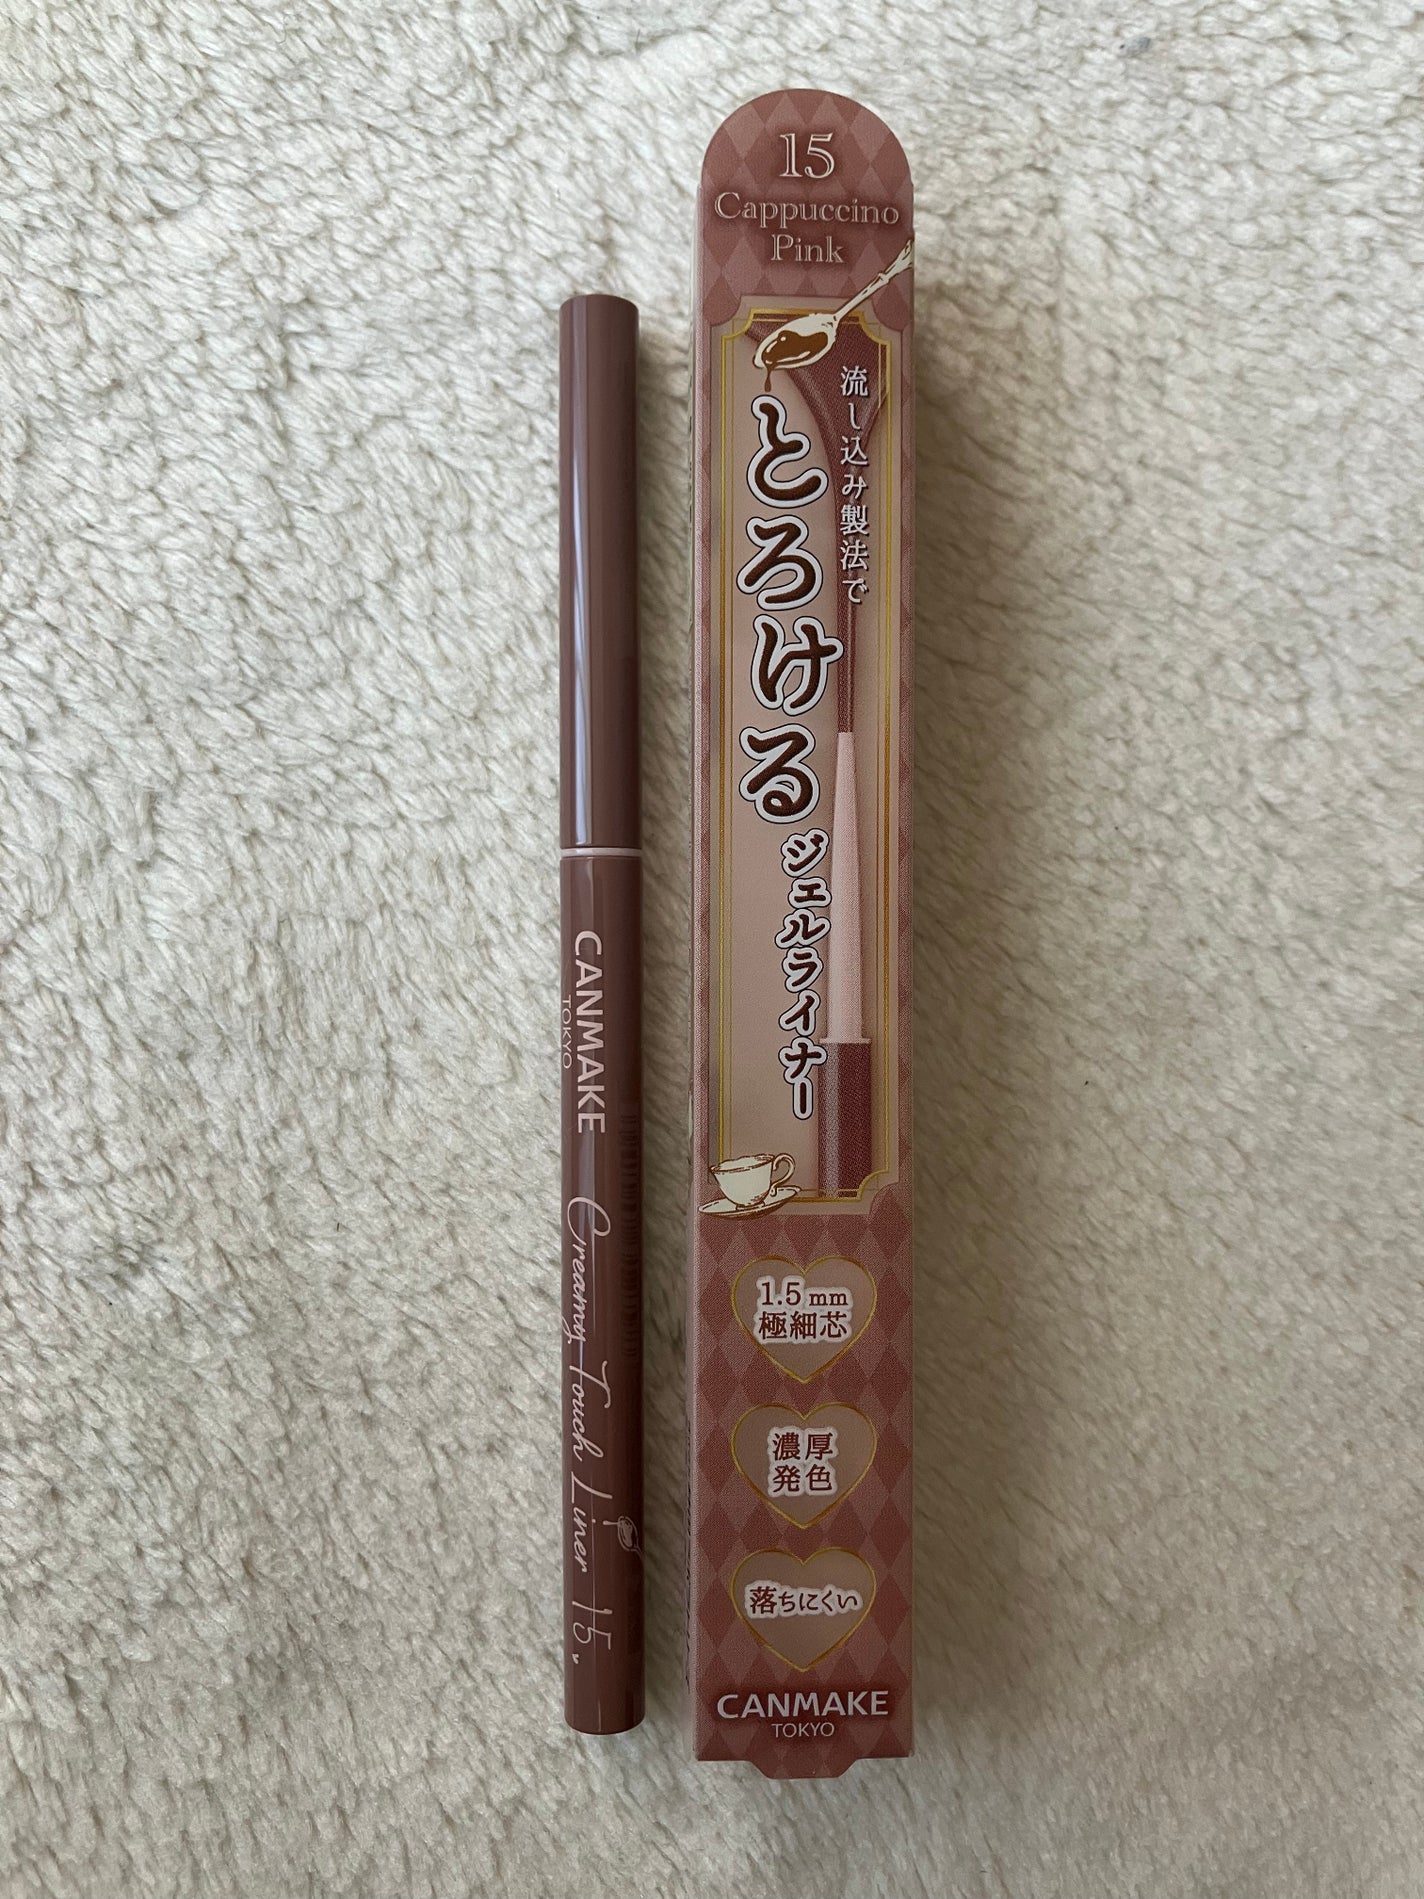 CANMAKE
TOKYO
Creamy Touch Liner 15
15
Cappuccino
Pink
流し込み製法で
とろける
ジェルライナー
1.5mm
極細芯
濃厚
発色
落ちにくい
CANMAKE
TOKYO